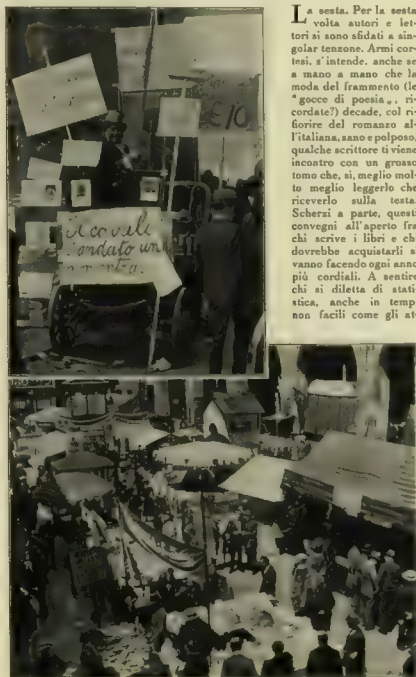 La sesta. Per la sesta
volta autori e let-
tori si sono sfidati a sin-
golar tenzone. Armi cor-
tesi, s'intende, anche se
a mano a mano che la
moda del frammento (le
"gocce di poesia„, ri-
cordate?) decade, col ri-
fiorire del romanzo al-
l'italiana, sano e polposo,
qualche scrittore ti viene
incontro con un grosso
tomo che, sì, meglio mol-
to meglio leggerlo che
riceverlo sulla testa.
Scherzi a parte, questi
convegni all'aperto fra
chi scrive i libri e chi
dovrebbe acquistarli si
vanno facendo ogni anno
più cordiali. A sentire
chi si diletta di stati-
stica, anche in temp
non facili come gli at
£10